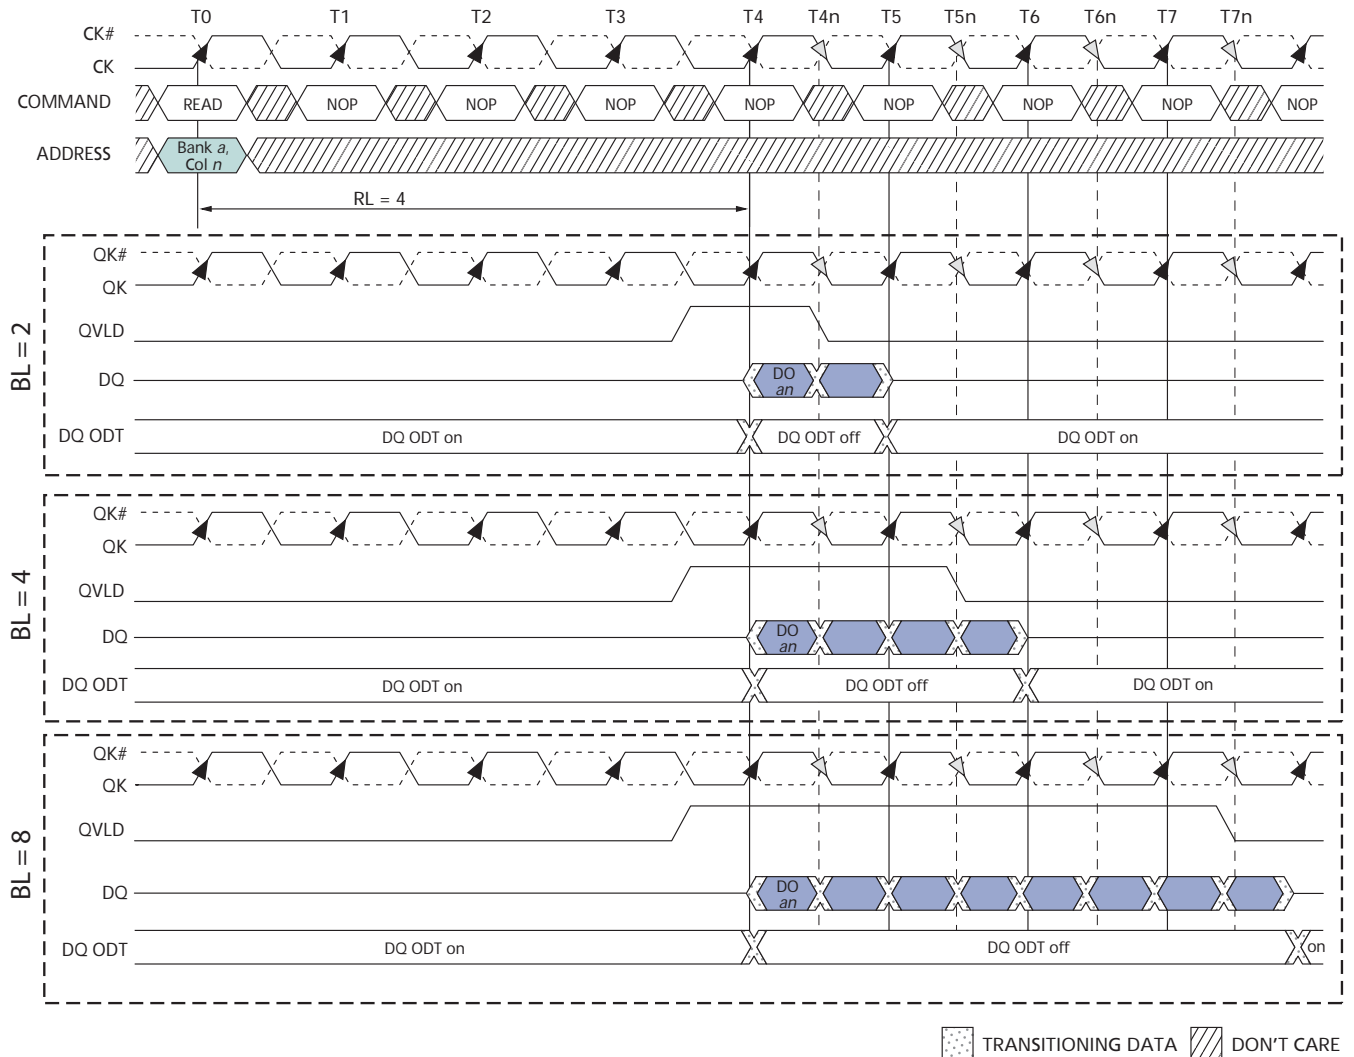 T0 T1 T2 T3 T4 T4n T5 T5n T6 T6n T7 T7n
CK#
CK
COMMAND READ NOP NOP NOP NOP NOP NOP NOP NOP
ADDRESS Bank a,
Col n
RL = 4
BL = 2
QK#
QK
QVLD
DQ DO
an
DQ ODT DQ ODT on DQ ODT off DQ ODT on
BL = 4
QK#
QK
QVLD
DQ DO
an
DQ ODT DQ ODT on DQ ODT off DQ ODT on
BL = 8
QK#
QK
QVLD
DQ DO
an
DQ ODT DQ ODT on DQ ODT off on
TRANSITIONING DATA DON'T CARE